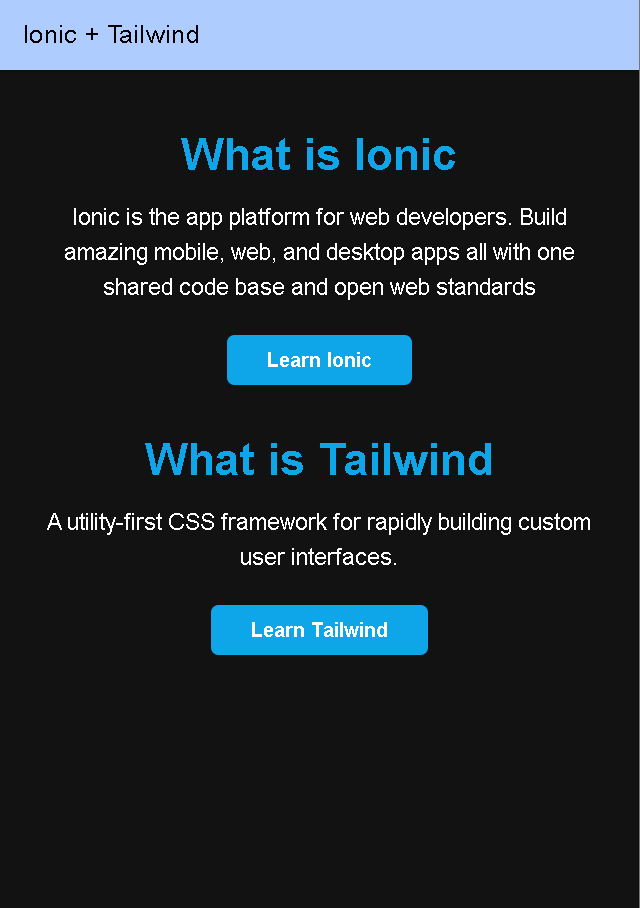 Ionic + Tailwind
What is Ionic
Ionic is the app platform for web developers. Build
amazing mobile, web, and desktop apps all with one
shared code base and open web standards
Learn Ionic
What is Tailwind
A utility-first CSS framework for rapidly building custom
user interfaces.
Learn Tailwind